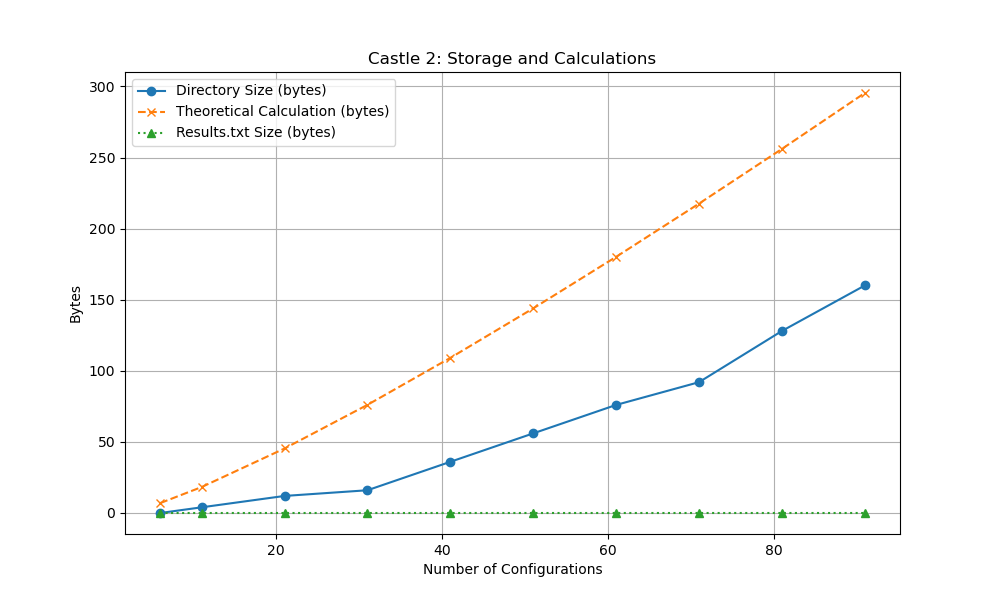 Castle 2: Storage and Calculations
Directory Size (bytes)
Theoretical Calculation (bytes)
Results.txt Size (bytes)
300
250
200
150
100
50
0
Bytes
20 40 60 80
Number of Configurations